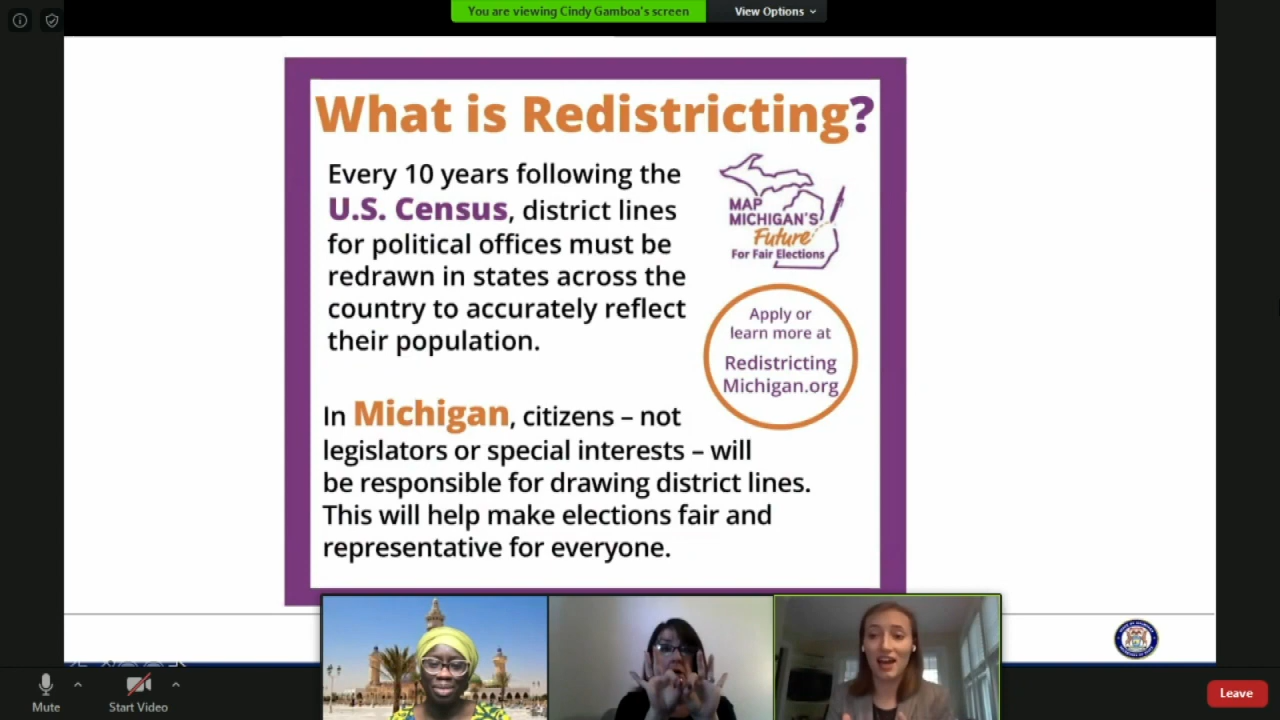 You are viewing Cindy Gamboa's screen
View Options
What is Redistricting?
Every 10 years following the
U.S. Census, district lines
for political offices must be
redrawn in states across the
country to accurately reflect
their population.
MAP
MICHIGAN'S
Future
For Fair Elections
Apply or
learn more at
Redistricting
Michigan.org
In Michigan, citizens – not
legislators or special interests – will
be responsible for drawing district lines.
This will help make elections fair and
representative for everyone.
Mute
Start Video
Leave